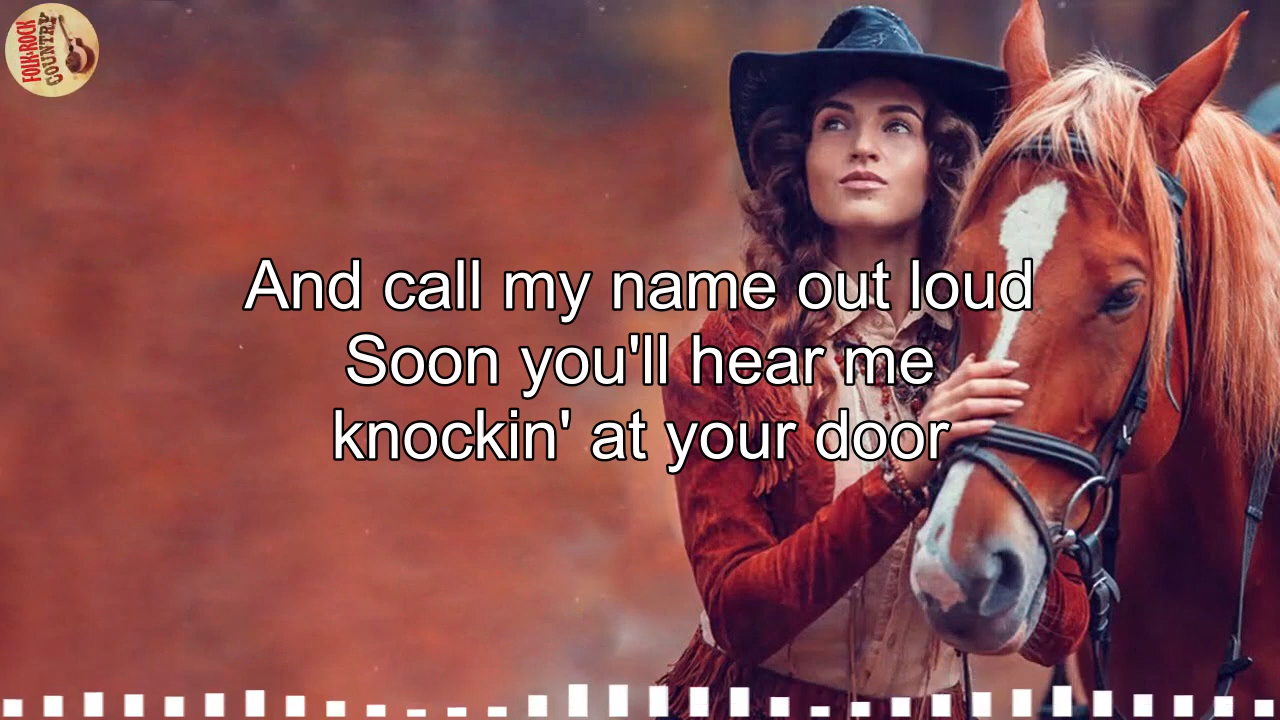 FOLK & ROCK
COUNTRY
And call my name out loud
Soon you'll hear me
knockin' at your door